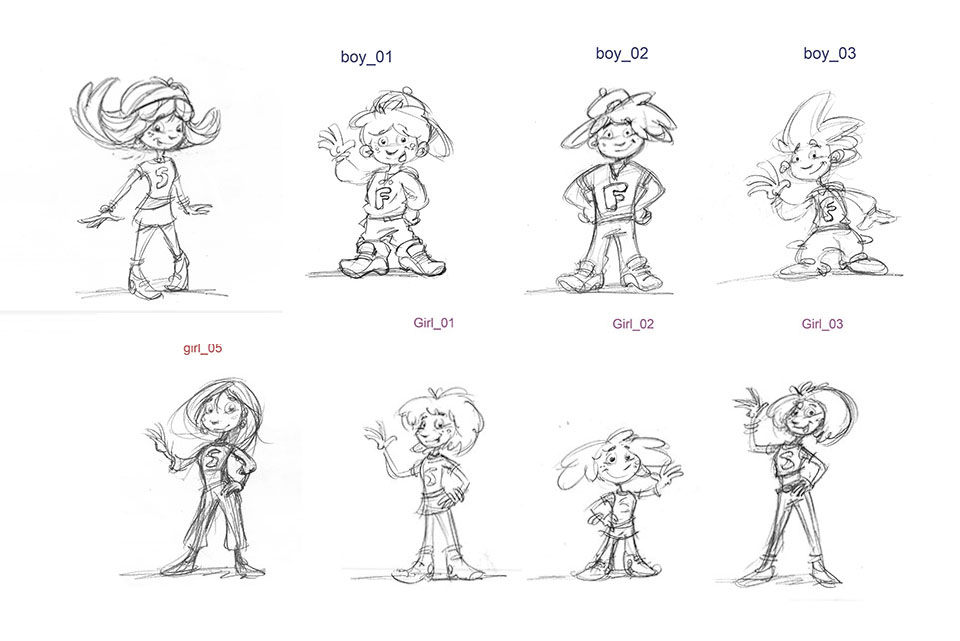 boy_01
boy_02
boy_03
S
F
F
F
Girl_01
Girl_02
Girl_03
girl_05
S
S
S